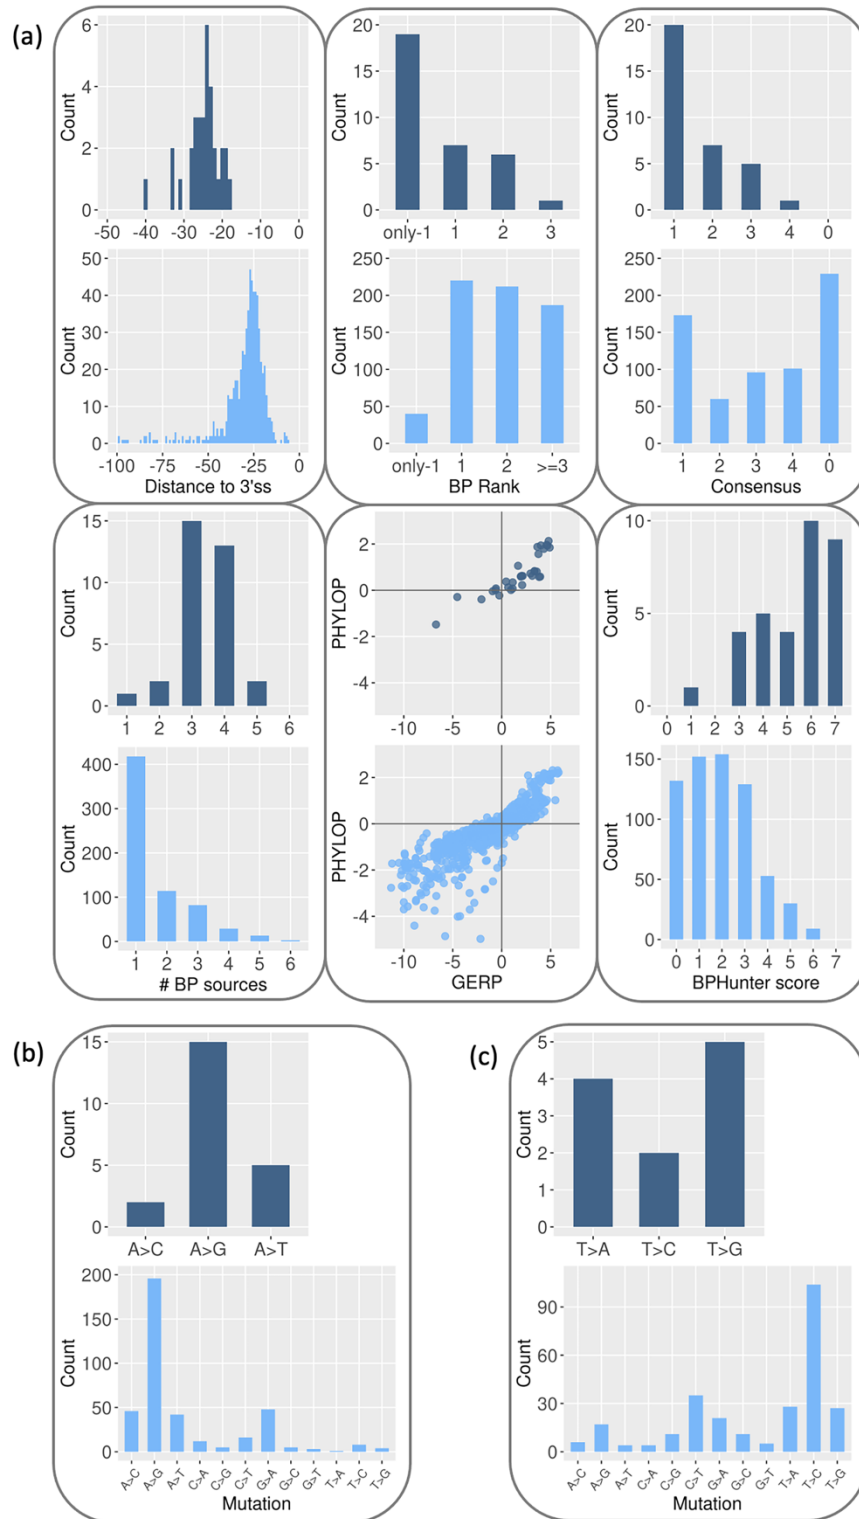 (a)
Count
6
4
2
0
-50 -40 -30 -20 -10 0
Count
20
15
10
5
0
only-1 1 2 3
Count
20
15
10
5
0
1 2 3 4 0
Count
50
40
30
20
10
0
-100 -75 -50 -25 0
Distance to 3'ss
Count
250
200
150
100
50
0
only-1 1 2 >=3
BP Rank
Count
250
200
150
100
50
0
1 2 3 4 0
Consensus
Count
15
10
5
0
1 2 3 4 5 6
PHYLOP
2
0
-2
-4
-10 -5 0 5
Count
10
5
0
0 1 2 3 4 5 6 7
Count
400
300
200
100
0
1 2 3 4 5 6
# BP sources
PHYLOP
2
0
-2
-4
-10 -5 0 5
GERP
Count
150
100
50
0
0 1 2 3 4 5 6 7
BPHunter score
(b)
Count
15
10
5
0
A>C A>G A>T
Count
200
150
100
50
0
A>C A>G A>T C>A C>G C>T G>A G>C G>T T>A T>C T>G
Mutation
(c)
Count
5
4
3
2
1
0
T>A T>C T>G
Count
90
60
30
0
A>C A>G A>T C>A C>G C>T G>A G>C G>T T>A T>C T>G
Mutation